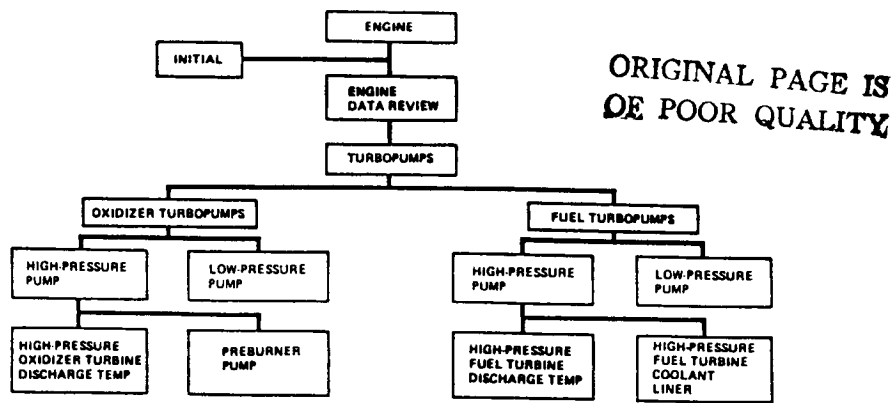 ENGINE
INITIAL
ORIGINAL PAGE IS
OF POOR QUALITY
ENGINE
DATA REVIEW
TURBOPUMPS
OXIDIZER TURBOPUMPS
FUEL TURBOPUMPS
HIGH-PRESSURE
PUMP
LOW-PRESSURE
PUMP
HIGH-PRESSURE
PUMP
LOW-PRESSURE
PUMP
HIGH-PRESSURE
OXIDIZER TURBINE
DISCHARGE TEMP
PREBURNER
PUMP
HIGH-PRESSURE
FUEL TURBINE
DISCHARGE TEMP
HIGH-PRESSURE
FUEL TURBINE
COOLANT
LINER